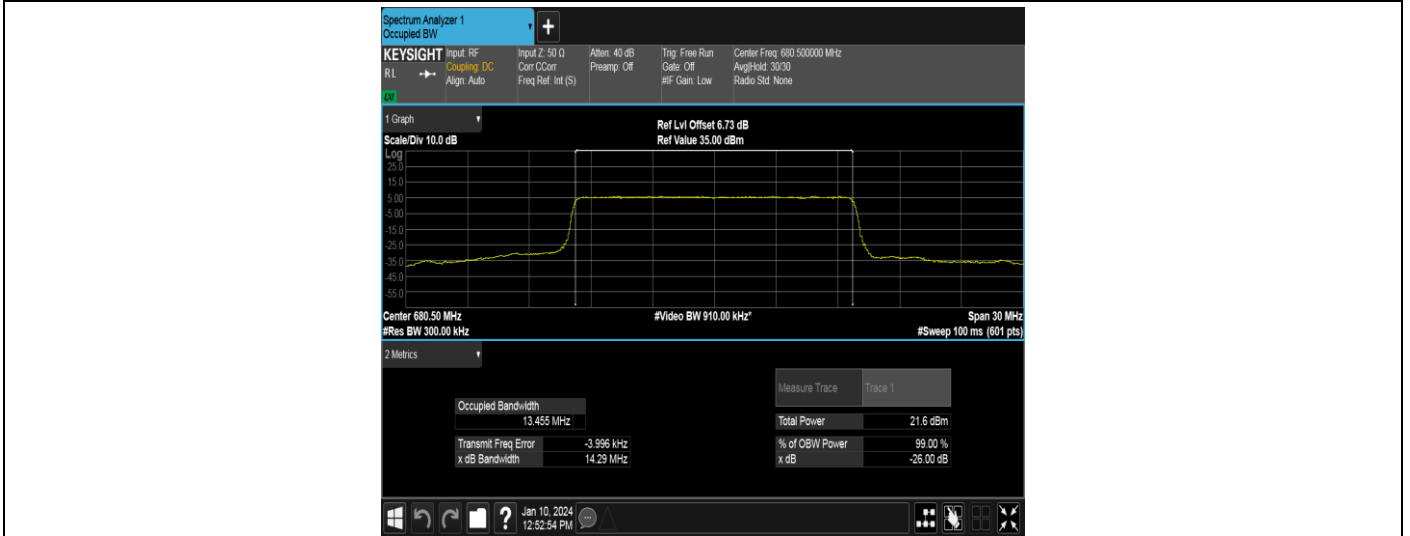 Spectrum Analyzer 1
Occupied BW
+
KEYSIGHT Input: RF Input Z: 50 Ω Atten: 40 dB Trig: Free Run Center Freq: 680.500000 MHz
RL Coupling: DC Corr CCorr Preamp: Off Gate: Off Avg|Hold: 30/30
Align: Auto Freq Ref: Int (S) #IF Gain: Low Radio Std: None
1 Graph
Ref Lvl Offset 6.73 dB
Scale/Div 10.0 dB Ref Value 35.00 dBm
Log
25.0
15.0
5.00
-5.00
-15.0
-25.0
-35.0
-45.0
-55.0
Center 680.50 MHz #Video BW 910.00 kHz* Span 30 MHz
#Res BW 300.00 kHz #Sweep 100 ms (601 pts)
2 Metrics
Measure Trace Trace 1
Occupied Bandwidth
13.455 MHz Total Power 21.6 dBm
Transmit Freq Error -3.996 kHz % of OBW Power 99.00 %
x dB Bandwidth 14.29 MHz x dB -26.00 dB
? Jan 10, 2024
12:52:54 PM